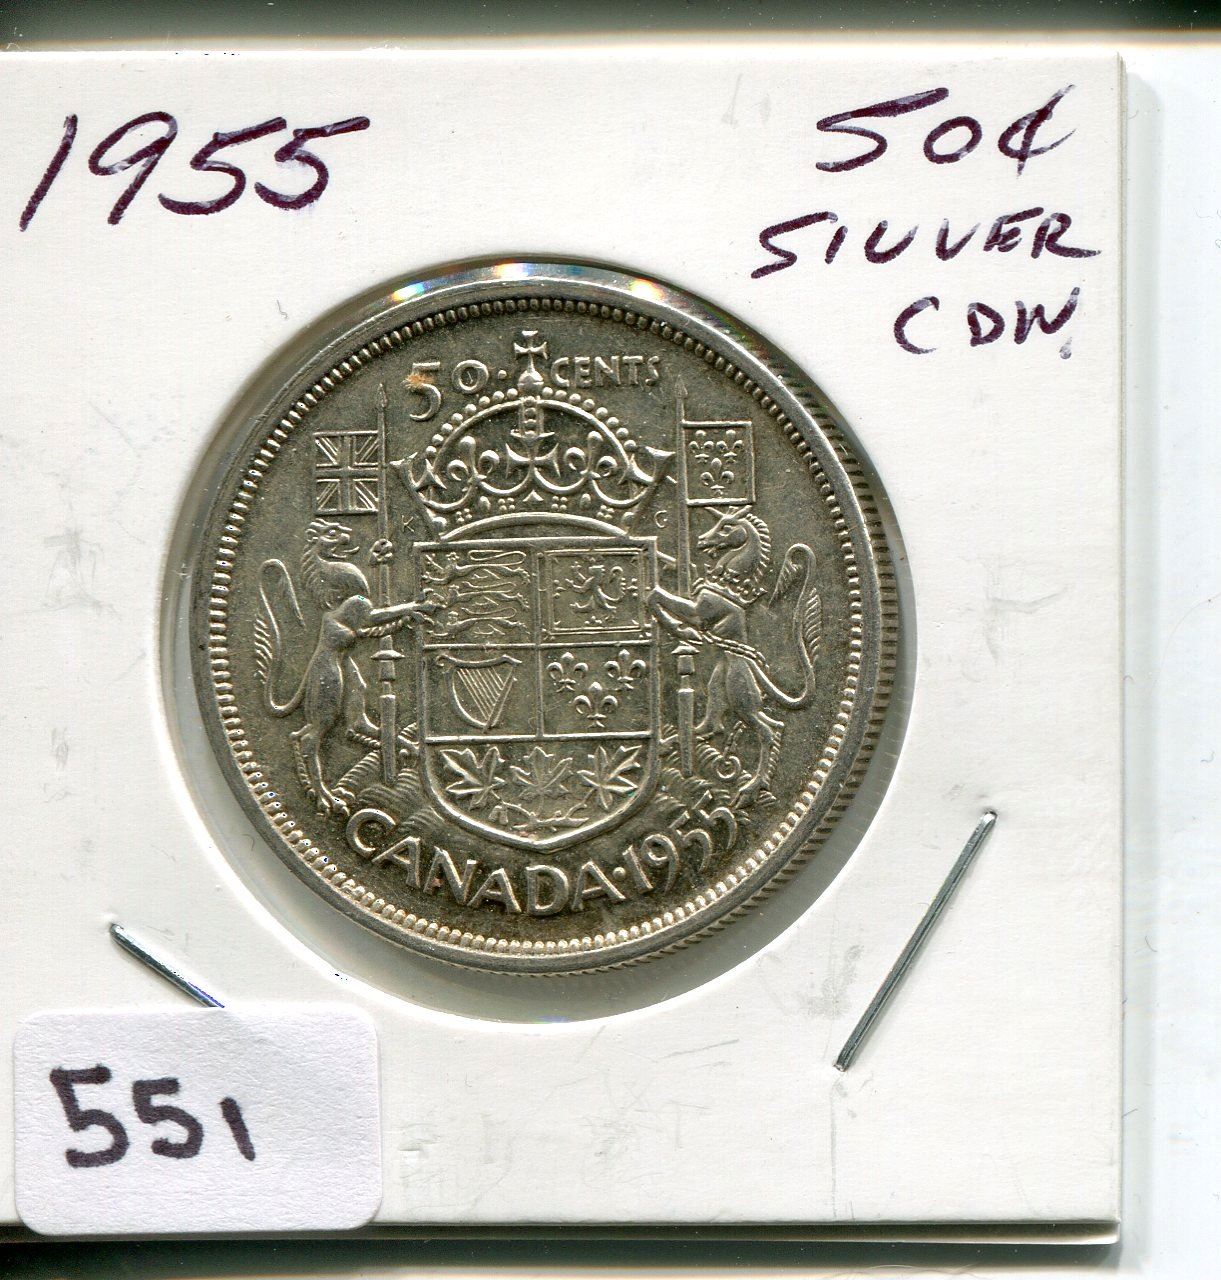 1955
50¢
SILVER
CDN
50·CENTS
K G
CANADA·1955
551